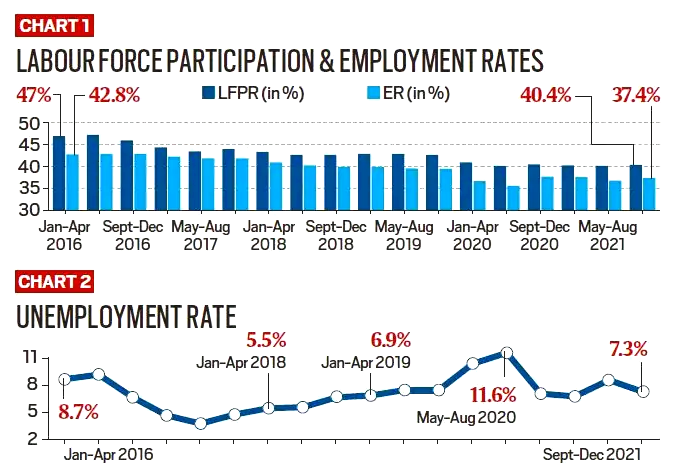 CHART 1
LABOUR FORCE PARTICIPATION & EMPLOYMENT RATES
47% 42.8% LFPR (in %) ER (in %) 40.4% 37.4%
50
45
40
35
30
Jan-Apr 2016 Sept-Dec 2016 May-Aug 2017 Jan-Apr 2018 Sept-Dec 2018 May-Aug 2019 Jan-Apr 2020 Sept-Dec 2020 May-Aug 2021
CHART 2
UNEMPLOYMENT RATE
5.5% 6.9% 7.3%
Jan-Apr 2018 Jan-Apr 2019
11
8
5
2
8.7%
11.6%
May-Aug 2020
Jan-Apr 2016 Sept-Dec 2021